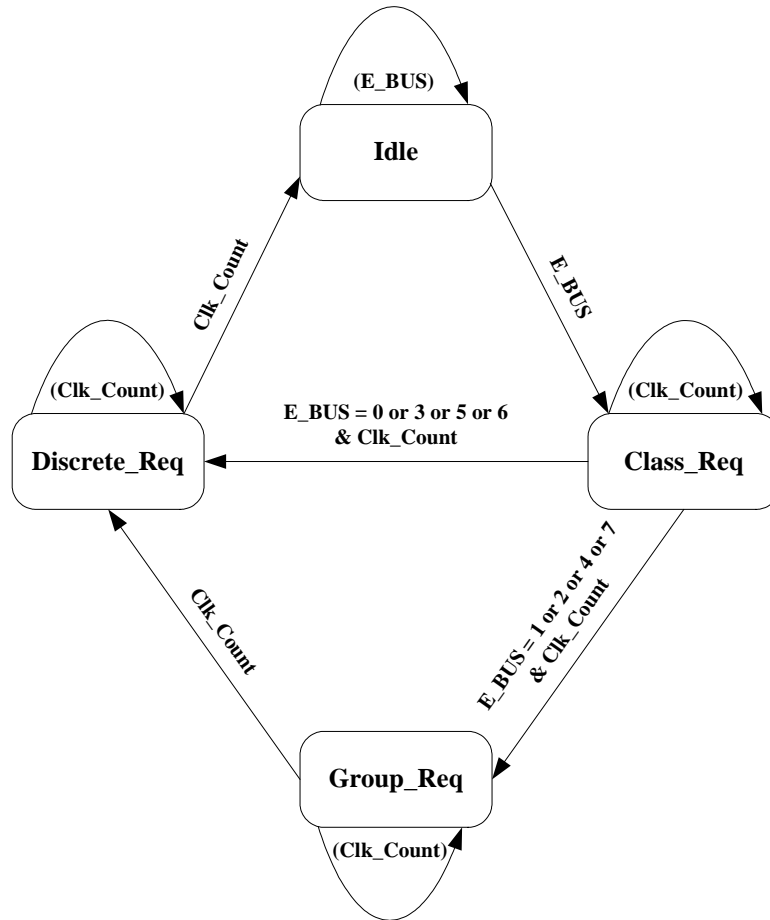 (E_BUS)
Idle
Clk_Count
E_BUS
(Clk_Count)
(Clk_Count)
E_BUS = 0 or 3 or 5 or 6
& Clk_Count
Discrete_Req
Class_Req
Clk_Count
E_BUS = 1 or 2 or 4 or 7
& Clk_Count
Group_Req
(Clk_Count)